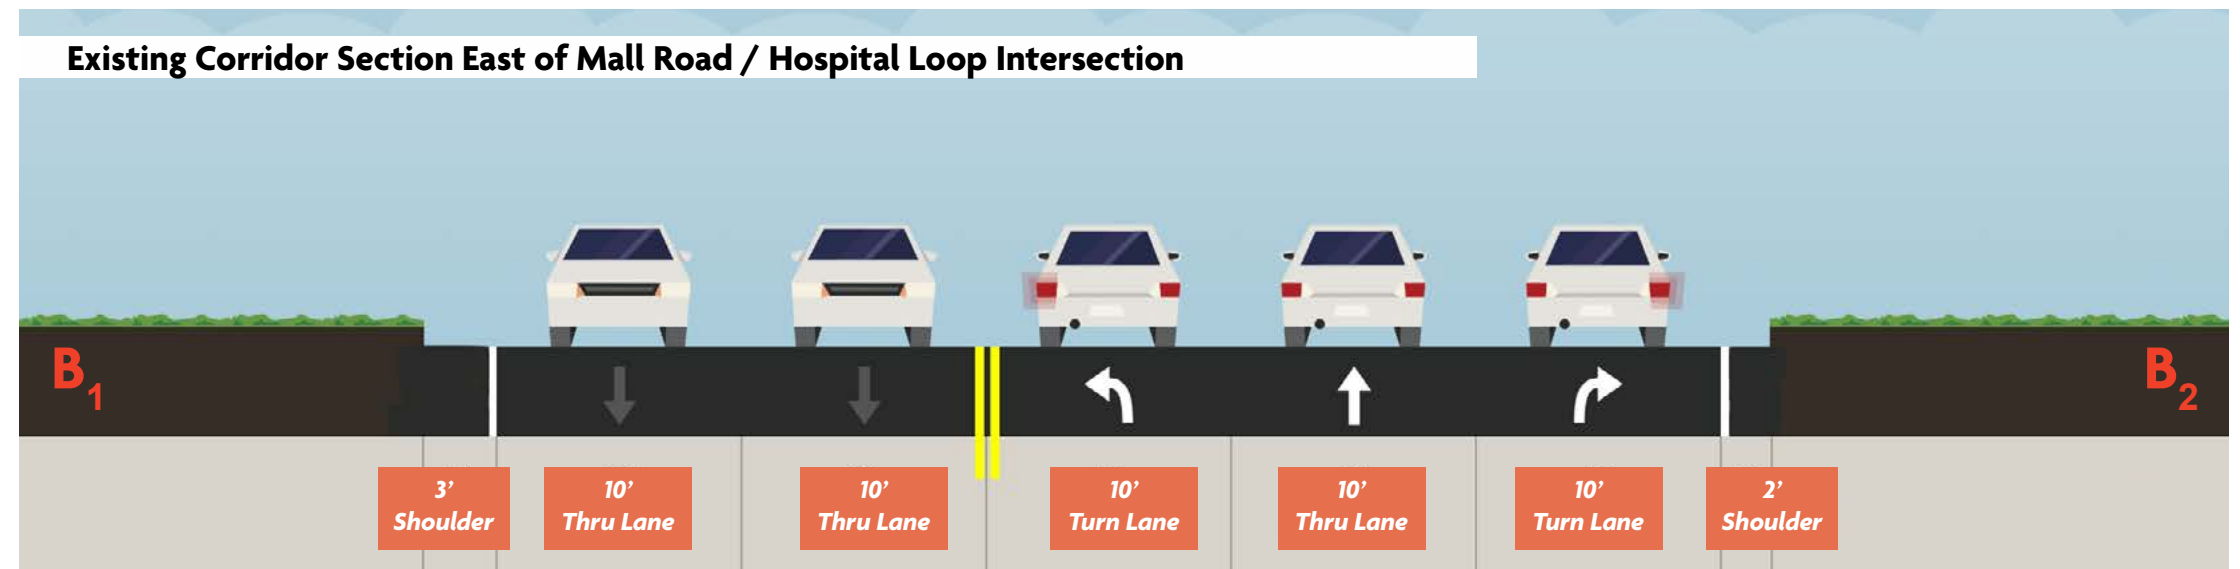 Existing Corridor Section East of Mall Road / Hospital Loop Intersection
B1
B2
3’
Shoulder
10’
Thru Lane
10’
Thru Lane
10’
Turn Lane
10’
Thru Lane
10’
Turn Lane
2’
Shoulder